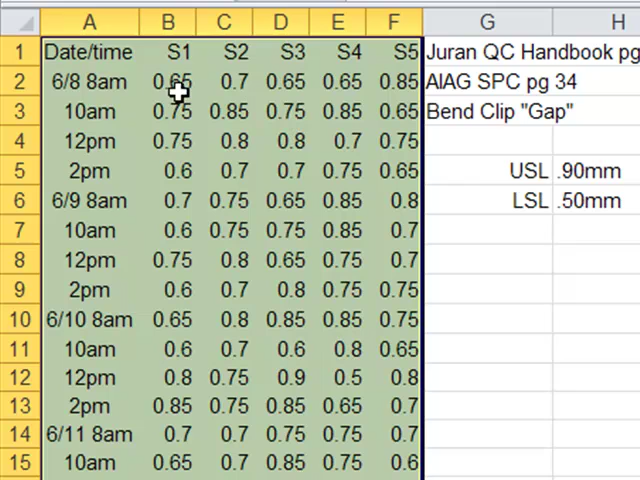 A B C D E F G H
1 Date/time S1 S2 S3 S4 S5 Juran QC Handbook pg
2 6/8 8am 0.65 0.7 0.65 0.65 0.85 AIAG SPC pg 34
3 10am 0.75 0.85 0.75 0.85 0.65 Bend Clip "Gap"
4 12pm 0.75 0.8 0.8 0.7 0.75
5 2pm 0.6 0.7 0.7 0.75 0.65 USL .90mm
6 6/9 8am 0.7 0.75 0.65 0.85 0.8 LSL .50mm
7 10am 0.6 0.75 0.75 0.85 0.7
8 12pm 0.75 0.8 0.65 0.75 0.7
9 2pm 0.6 0.7 0.8 0.75 0.75
10 6/10 8am 0.65 0.8 0.85 0.85 0.75
11 10am 0.6 0.7 0.6 0.8 0.65
12 12pm 0.8 0.75 0.9 0.5 0.8
13 2pm 0.85 0.75 0.85 0.65 0.7
14 6/11 8am 0.7 0.7 0.75 0.75 0.7
15 10am 0.65 0.7 0.85 0.75 0.6